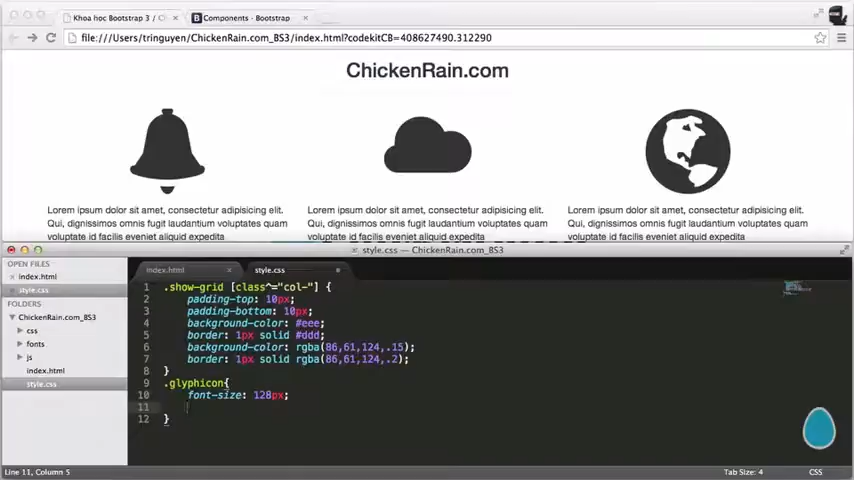 Khoa hoc Bootstrap 3 / C
Components · Bootstrap
file:///Users/tringuyen/ChickenRain.com_BS3/index.html?codekitCB=408627490.312290
ChickenRain.com
Lorem ipsum dolor sit amet, consectetur adipisicing elit.
Qui, dignissimos omnis fugit laudantium voluptates quam
voluptate id facilis eveniet aliquid expedita
Lorem ipsum dolor sit amet, consectetur adipisicing elit.
Qui, dignissimos omnis fugit laudantium voluptates quam
voluptate id facilis eveniet aliquid expedita
Lorem ipsum dolor sit amet, consectetur adipisicing elit.
Qui, dignissimos omnis fugit laudantium voluptates quam
voluptate id facilis eveniet aliquid expedita
style.css — ChickenRain.com_BS3
OPEN FILES
index.html
style.css
FOLDERS
ChickenRain.com_BS3
css
fonts
js
index.html
style.css
index.html
style.css
1 .show-grid [class^="col-"] {
2 padding-top: 10px;
3 padding-bottom: 10px;
4 background-color: #eee;
5 border: 1px solid #ddd;
6 background-color: rgba(86,61,124,.15);
7 border: 1px solid rgba(86,61,124,.2);
8 }
9 .glyphicon{
10 font-size: 128px;
11
12 }
Line 11, Column 5
Tab Size: 4
CSS